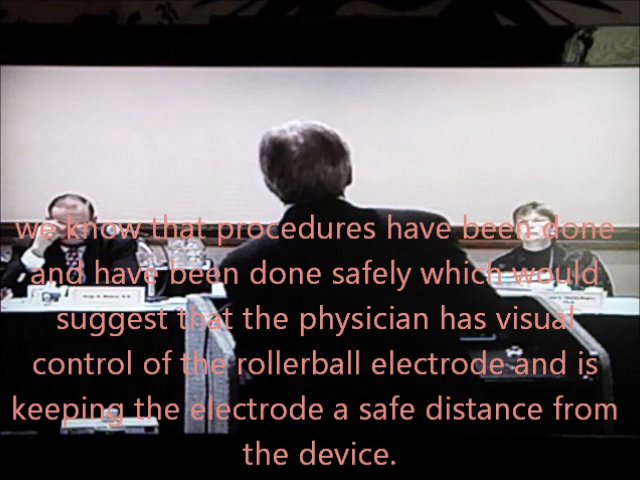 we know that procedures have been done
and have been done safely which would
suggest that the physician has visual
control of the rollerball electrode and is
keeping the electrode a safe distance from
the device.